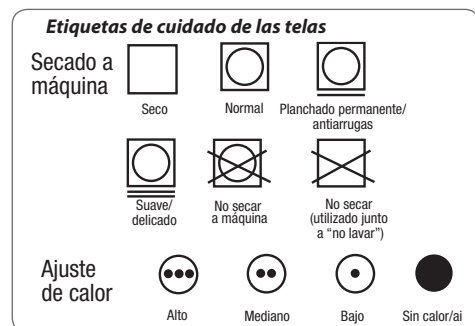 Etiquetas de cuidado de las telas
Secado a
máquina
Seco
Normal
Planchado permanente/
antiarrugas
Suave/
delicado
No secar
a máquina
No secar
(utilizado junto
a “no lavar”)
Ajuste
de calor
Alto
Mediano
Bajo
Sin calor/ai